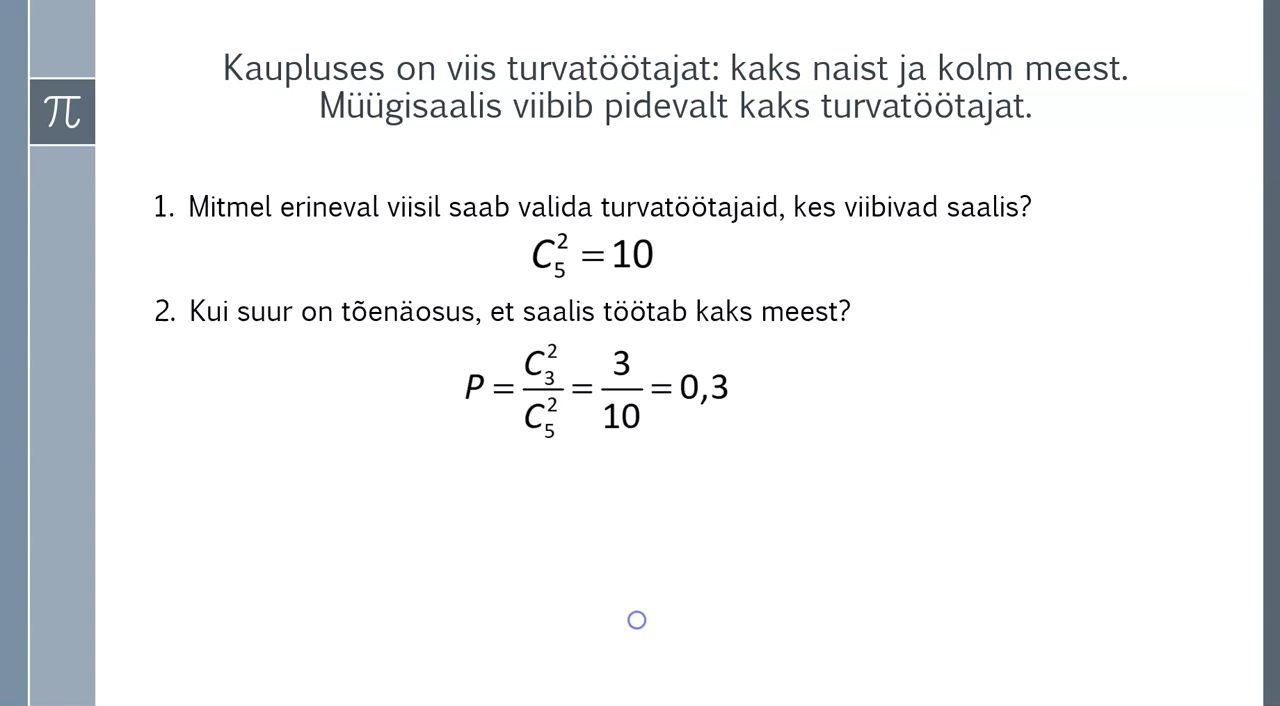 Kaupluses on viis turvatöötajat: kaks naist ja kolm meest.
Müügisaalis viibib pidevalt kaks turvatöötajat.
π
1. Mitmel erineval viisil saab valida turvatöötajaid, kes viibivad saalis?
C₅² = 10
2. Kui suur on tõenäosus, et saalis töötab kaks meest?
P = C₃²/C₅² = 3/10 = 0,3